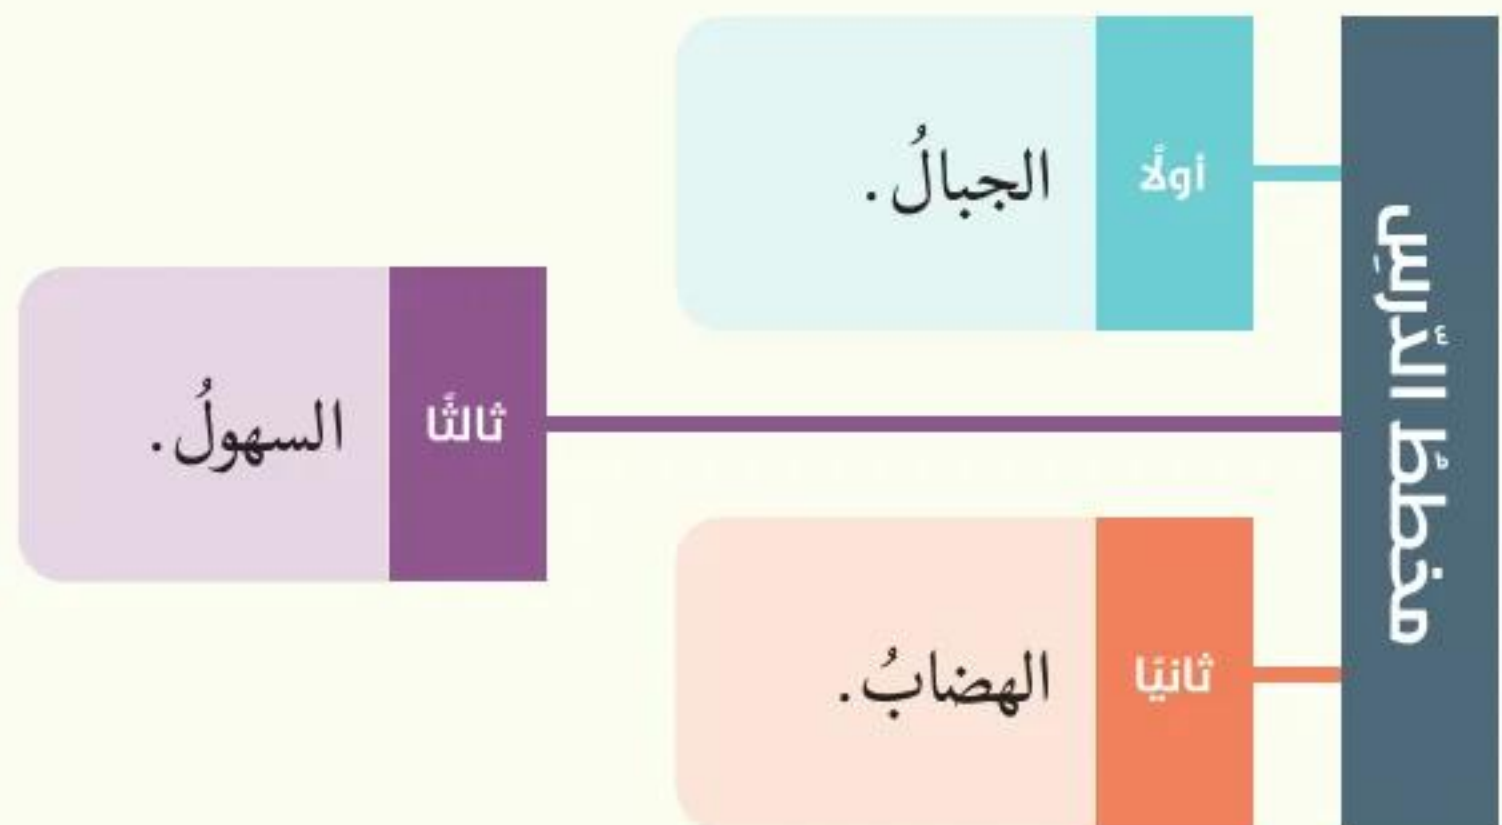 مخططُ الدرسِ
أولًا
الجبالُ.
ثانيًا
الهضابُ.
ثالثًا
السهولُ.